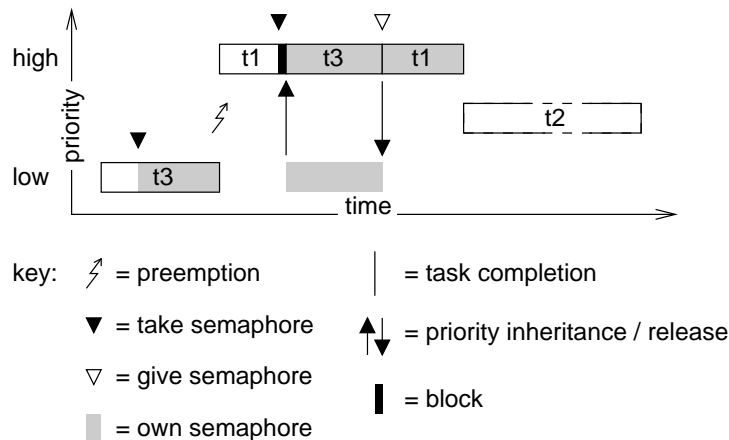 high
t1
t3
t1
priority
t2
low
t3
time
key:
= preemption
= task completion
= take semaphore
= priority inheritance / release
= give semaphore
= block
= own semaphore